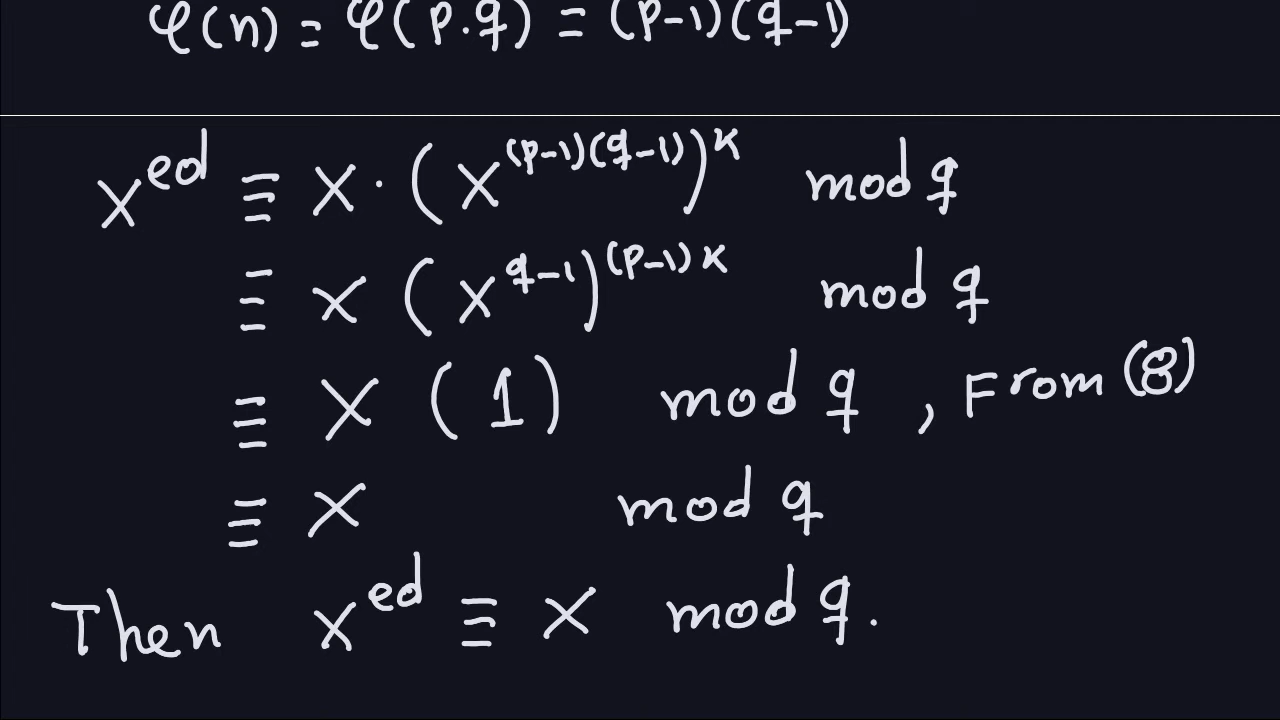 φ(n) = φ(p.q) = (p-1)(q-1)
x^ed ≡ x · (x^(p-1)(q-1))^k mod q
≡ x (x^q-1)^(p-1)k mod q
≡ x (1) mod q , From (8)
≡ x mod q
Then x^ed ≡ x mod q.